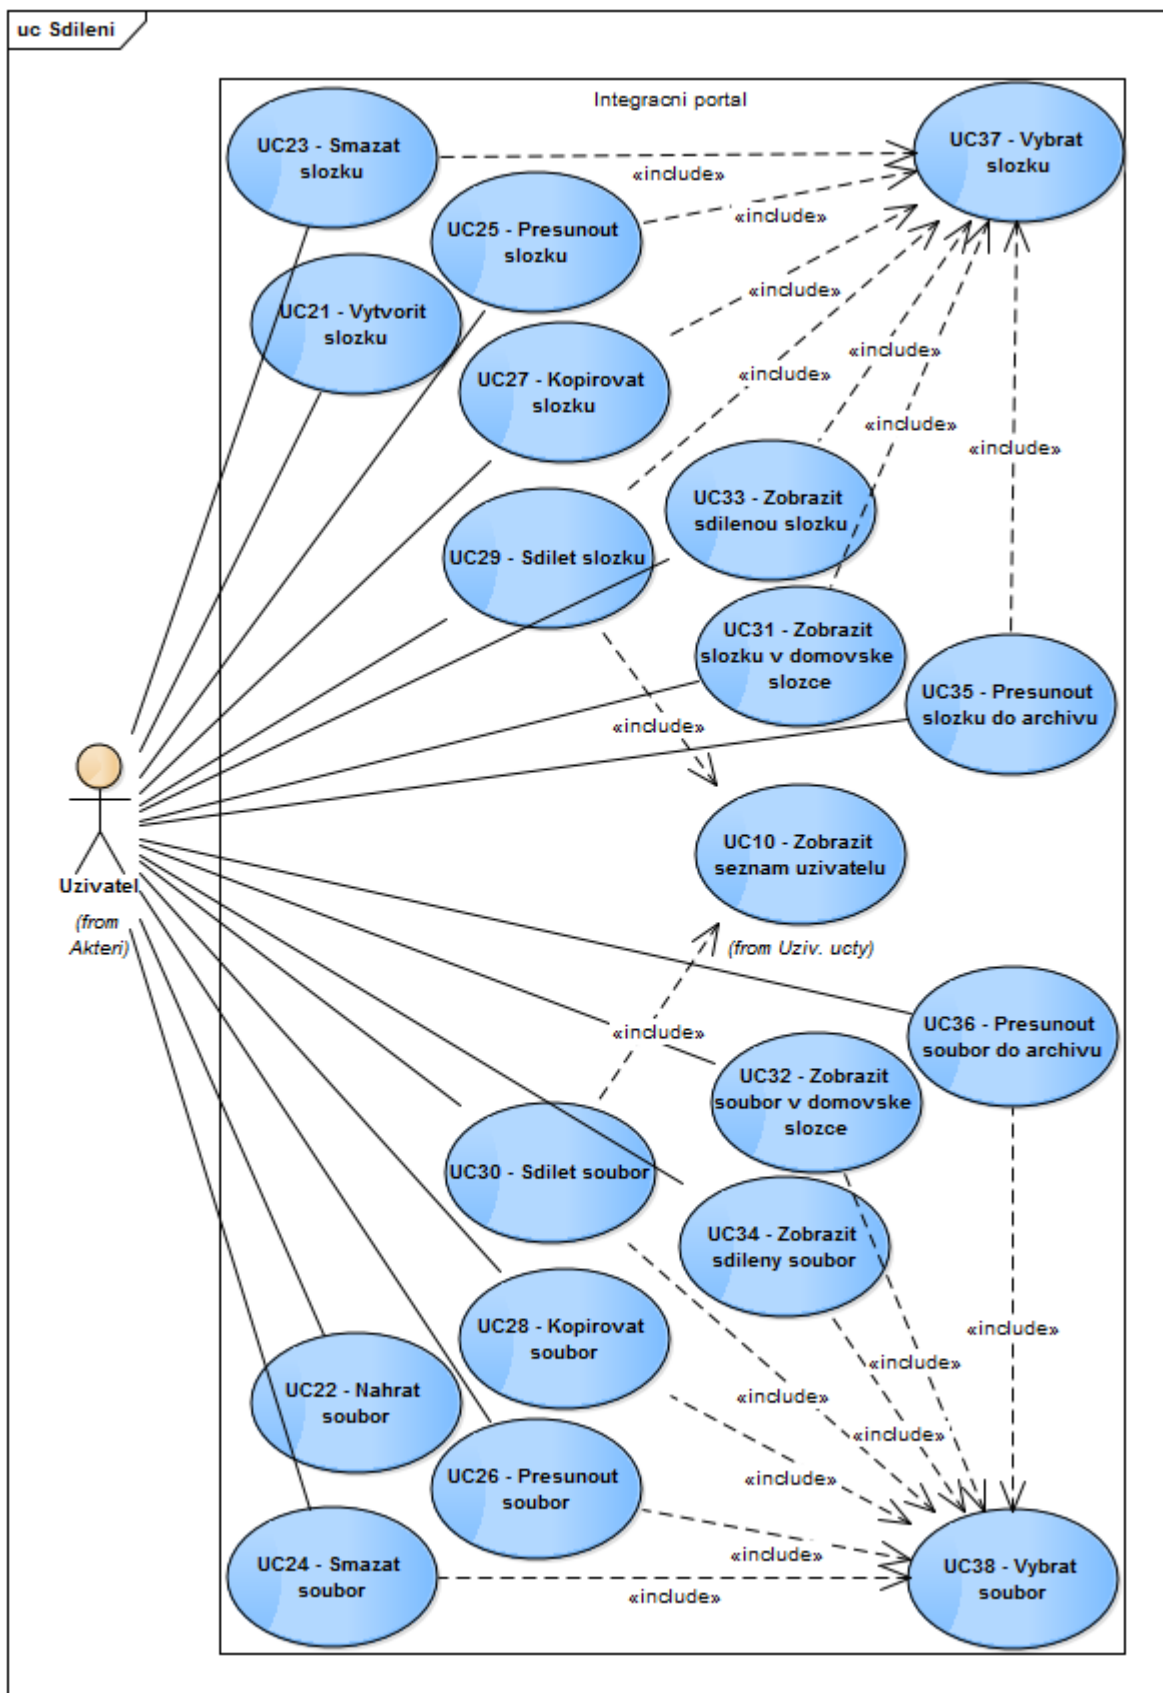 uc Sdileni
Integracni portal
UC23 - Smazat
slozku
UC37 - Vybrat
slozku
«include»
UC25 - Presunout
slozku
«include»
UC21 - Vytvorit
slozku
«include»
UC27 - Kopirovat
slozku
«include»
«include»
«include»
«include»
UC33 - Zobrazit
sdilenou slozku
UC29 - Sdilet slozku
UC31 - Zobrazit
slozku v domovske
slozce
UC35 - Presunout
slozku do archivu
«include»
UC10 - Zobrazit
seznam uzivatelu
(from Uziv. ucty)
Uzivatel
(from
Akteri)
«include»
UC36 - Presunout
soubor do archivu
UC32 - Zobrazit
soubor v domovske
slozce
UC30 - Sdilet soubor
UC34 - Zobrazit
sdileny soubor
UC28 - Kopirovat
soubor
«include»
«include»
UC22 - Nahrat
soubor
«include»
«include»
UC26 - Presunout
soubor
«include»
«include»
UC24 - Smazat
soubor
«include»
UC38 - Vybrat
soubor